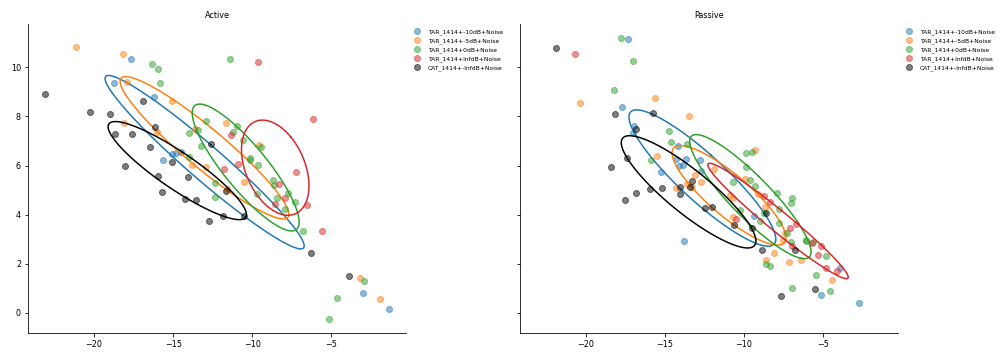 Active
TAR_1414+-10dB+Noise
TAR_1414+-5dB+Noise
TAR_1414+0dB+Noise
TAR_1414+InfdB+Noise
CAT_1414+-InfdB+Noise
10
8
6
4
2
0
−20
−15
−10
−5
Passive
TAR_1414+-10dB+Noise
TAR_1414+-5dB+Noise
TAR_1414+0dB+Noise
TAR_1414+InfdB+Noise
CAT_1414+-InfdB+Noise
−20
−15
−10
−5